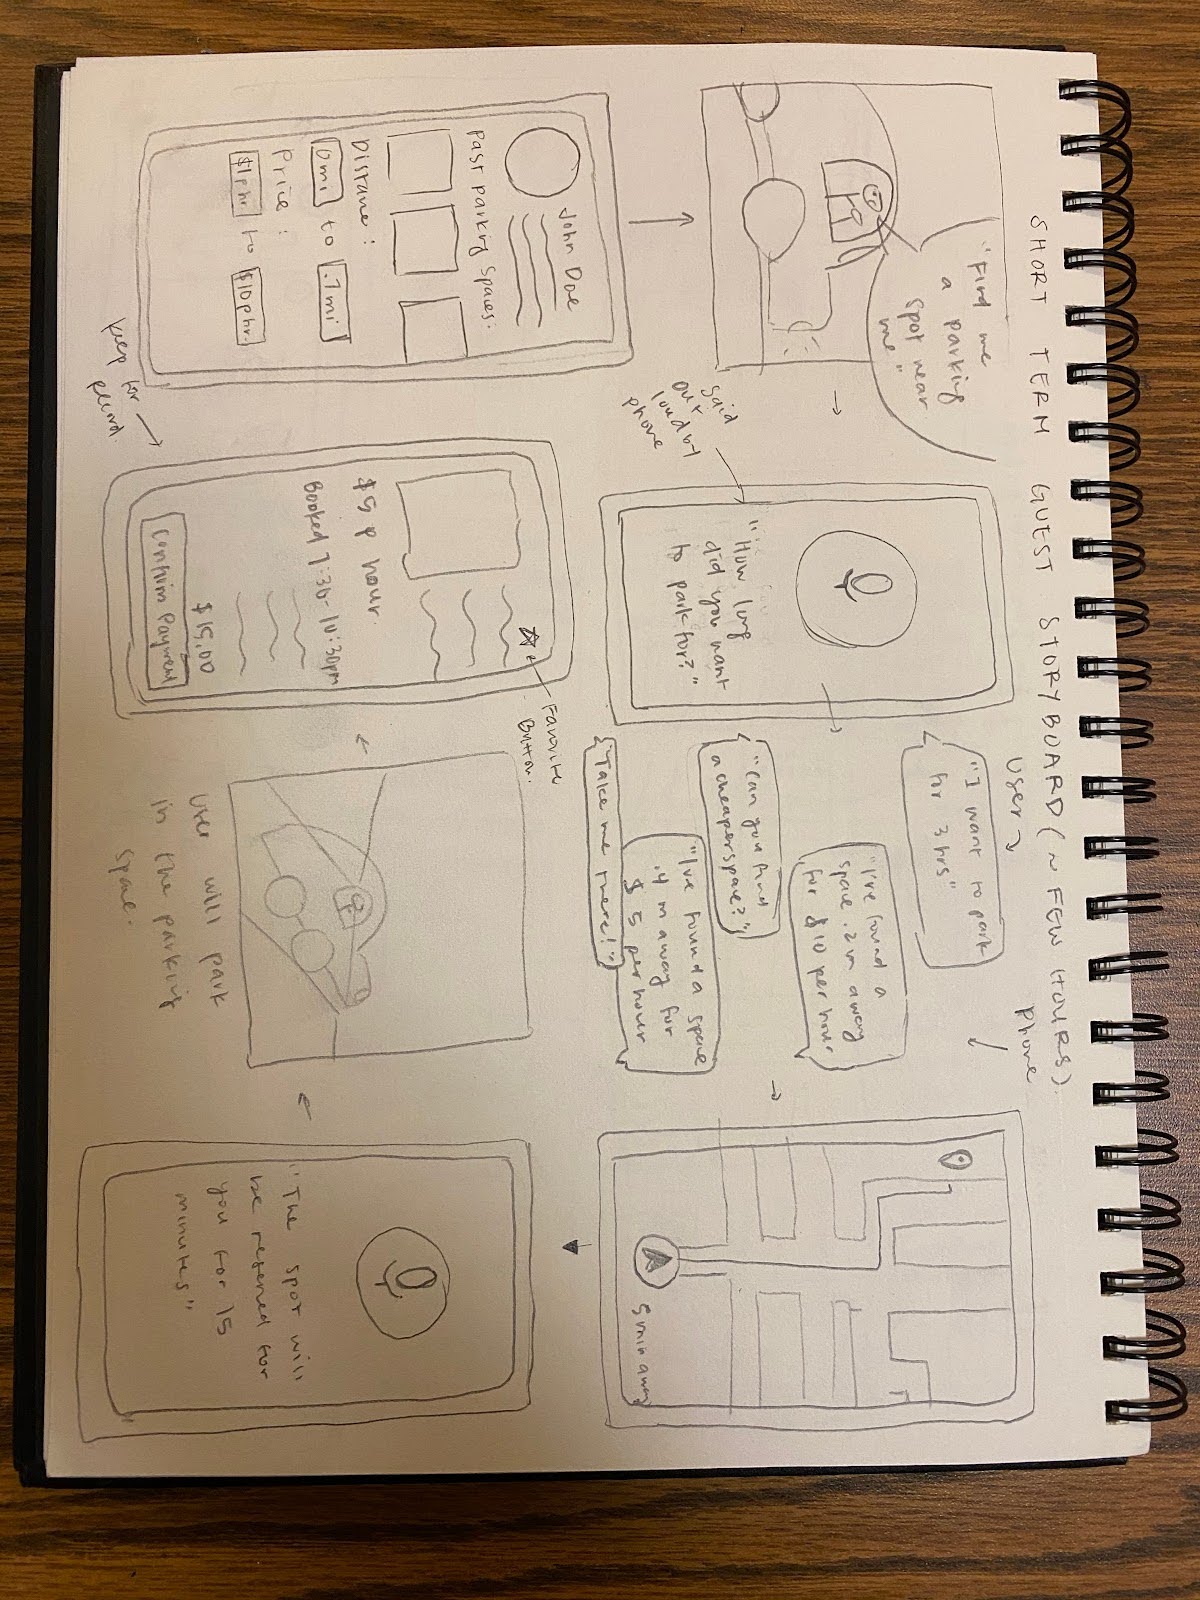 SHORT TERM GUEST STORYBOARD (~ FEW HOURS).
"Find me
a parking
spot near
me"
"How long
did you want
to park for?"
Said
out
loud by
phone
User
Phone
"I want to park
for 3 hrs"
"I've found a
space .2m away
for $10 per hour
"Can you find
a cheaper space?"
"I've found a space
.4 m away for
$5 per hour
"Take me there!"
5 min away
"The spot will
be reserved for
you for 15
minutes"
User will park
in the parking
space.
Favorite
Button.
$5 p hour.
Booked 7:30-10:30pm
$15.00
Confirm Payment
Keep for
record
John Doe
Past Parking Spaces:
Distance:
0mi to .7mi
Price:
$1phr. to $10phr.